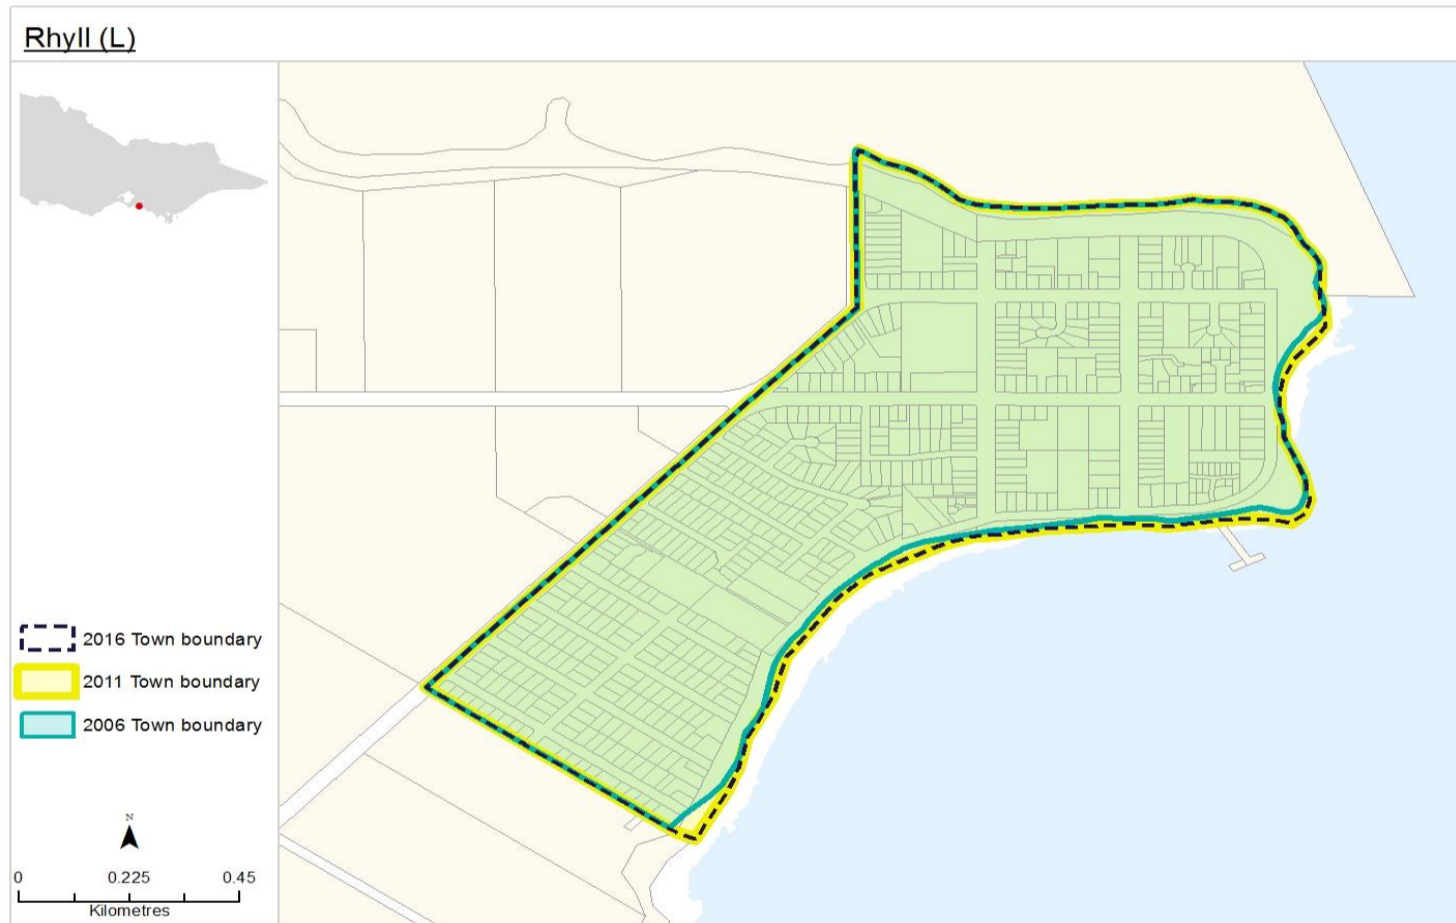 Rhyll (L)
2016 Town boundary
2011 Town boundary
2006 Town boundary
N
0 0.225 0.45
Kilometres